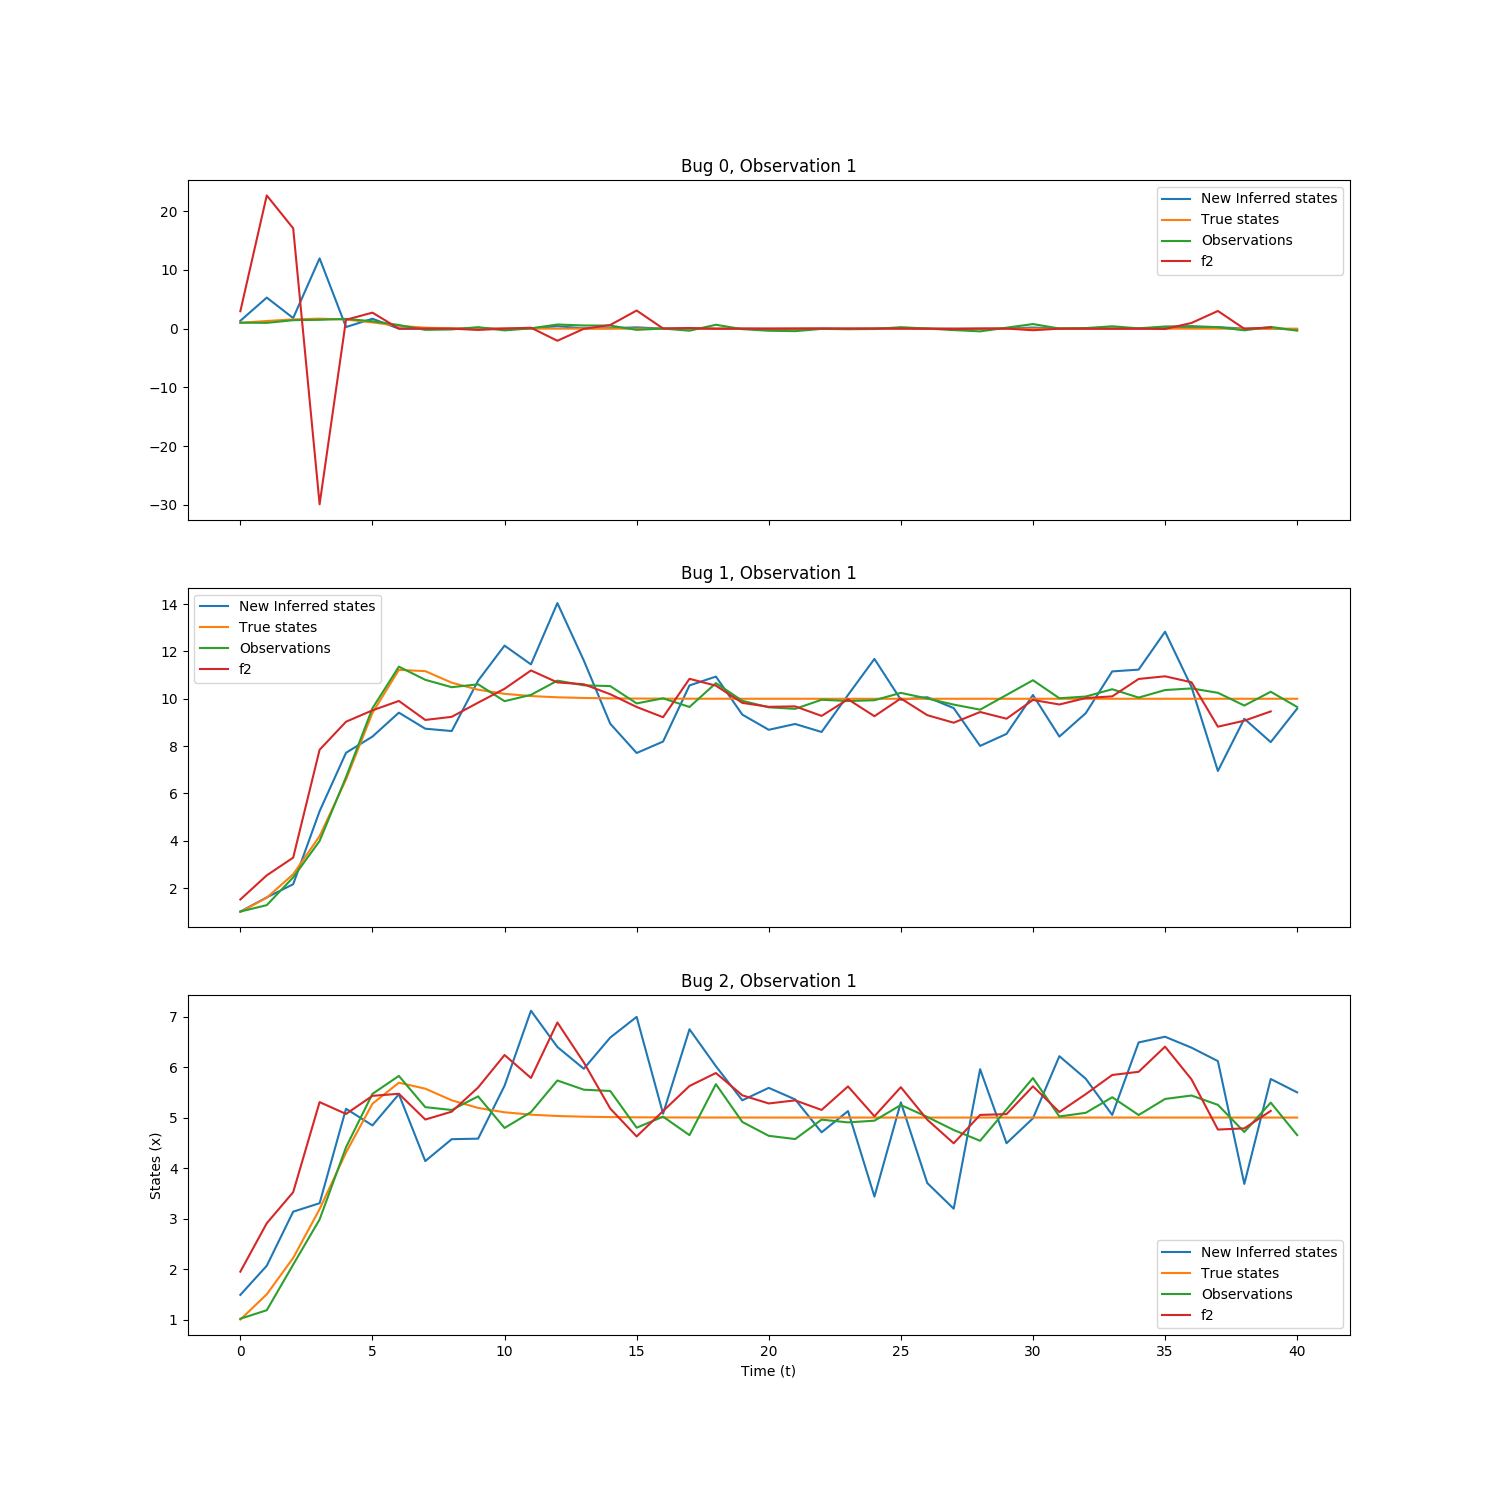 Bug 0, Observation 1
New Inferred states
True states
Observations
f2
20
10
0
−10
−20
−30
Bug 1, Observation 1
New Inferred states
True states
Observations
f2
14
12
10
8
6
4
2
Bug 2, Observation 1
7
6
5
4
3
2
1
States (x)
New Inferred states
True states
Observations
f2
0 5 10 15 20 25 30 35 40
Time (t)